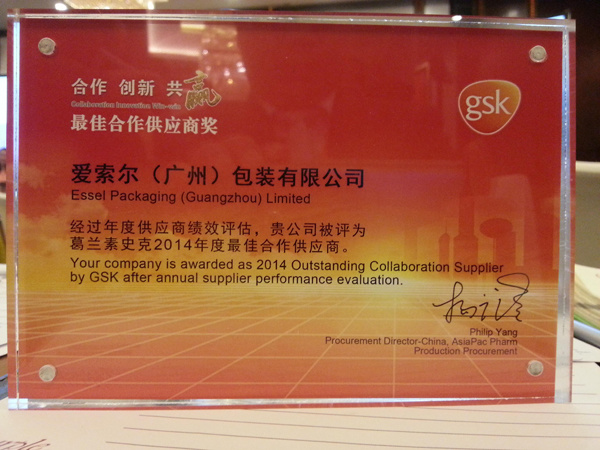 合作 创新 共赢
Collaboration Innovation Win-win
最佳合作供应商奖
gsk
爱索尔（广州）包装有限公司
Essel Packaging (Guangzhou) Limited
经过年度供应商绩效评估，贵公司被评为
葛兰素史克2014年度最佳合作供应商。
Your company is awarded as 2014 Outstanding Collaboration Supplier
by GSK after annual supplier performance evaluation.
Philip Yang
Procurement Director-China, AsiaPac Pharm
Production Procurement